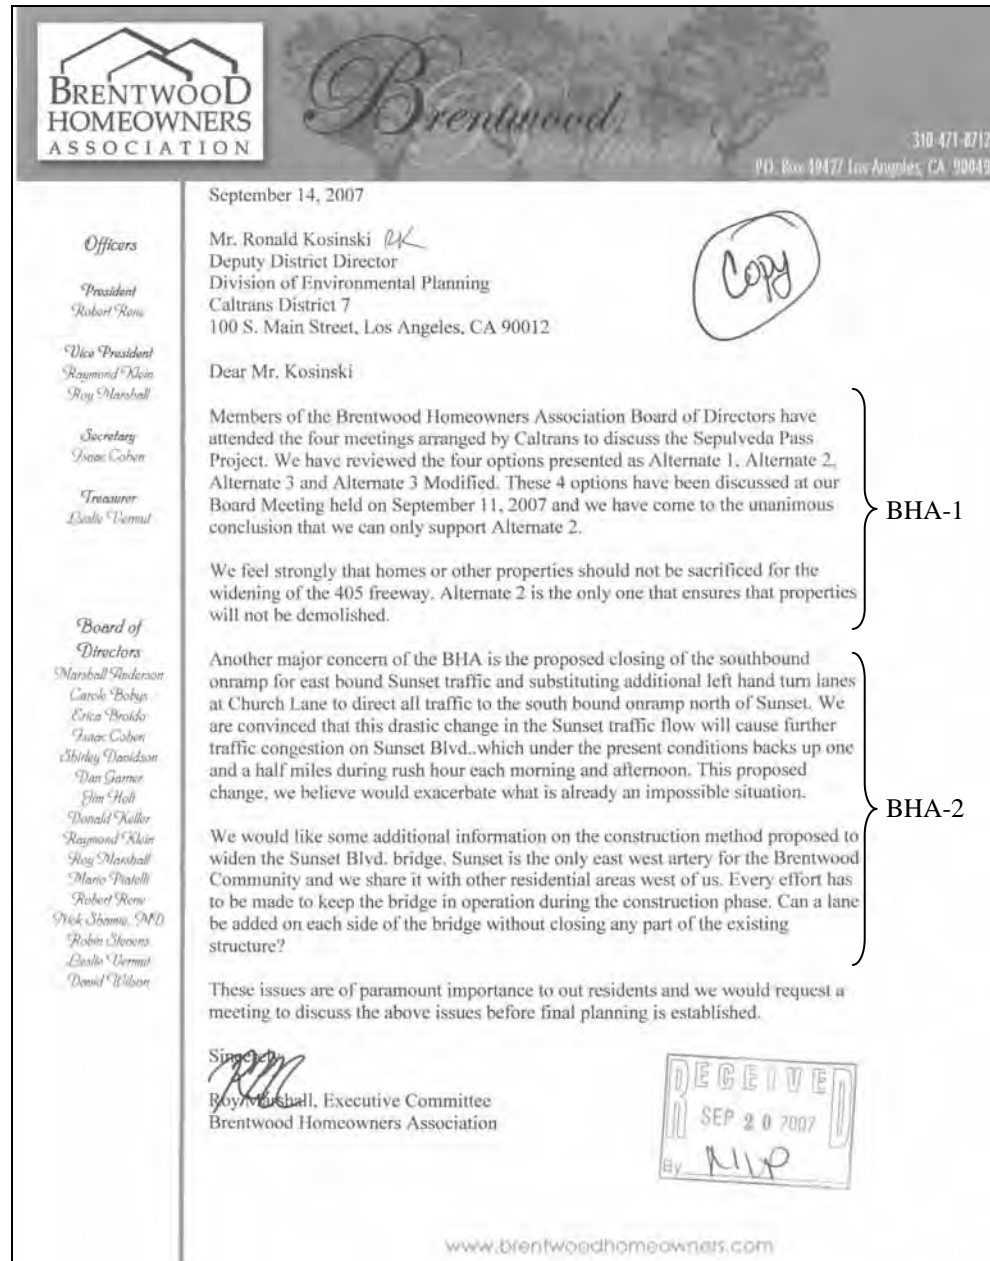 BRENTWOOD
HOMEOWNERS
ASSOCIATION
Brentwood
310-471-8712
P.O. Box 49427 Los Angeles, CA 90049
Officers
President
Robert Rene
Vice President
Raymond Klein
Roy Marshall
Secretary
Isaac Cohen
Treasurer
Leslie Vermut
Board of
Directors
Marshall Anderson
Carole Bobys
Erica Broido
Isaac Cohen
Shirley Davidson
Dan Garner
Jim Holt
Donald Keller
Raymond Klein
Roy Marshall
Mario Piatelli
Robert Rene
Nick Shamie, MD
Robin Stevens
Leslie Vermut
David Wilson
September 14, 2007
Mr. Ronald Kosinski RK
Deputy District Director
Division of Environmental Planning
Caltrans District 7
100 S. Main Street, Los Angeles, CA 90012
Copy
Dear Mr. Kosinski
Members of the Brentwood Homeowners Association Board of Directors have
attended the four meetings arranged by Caltrans to discuss the Sepulveda Pass
Project. We have reviewed the four options presented as Alternate 1, Alternate 2,
Alternate 3 and Alternate 3 Modified. These 4 options have been discussed at our
Board Meeting held on September 11, 2007 and we have come to the unanimous
conclusion that we can only support Alternate 2.
We feel strongly that homes or other properties should not be sacrificed for the
widening of the 405 freeway. Alternate 2 is the only one that ensures that properties
will not be demolished.
BHA-1
Another major concern of the BHA is the proposed closing of the southbound
onramp for east bound Sunset traffic and substituting additional left hand turn lanes
at Church Lane to direct all traffic to the south bound onramp north of Sunset. We
are convinced that this drastic change in the Sunset traffic flow will cause further
traffic congestion on Sunset Blvd..which under the present conditions backs up one
and a half miles during rush hour each morning and afternoon. This proposed
change, we believe would exacerbate what is already an impossible situation.
We would like some additional information on the construction method proposed to
widen the Sunset Blvd. bridge. Sunset is the only east west artery for the Brentwood
Community and we share it with other residential areas west of us. Every effort has
to be made to keep the bridge in operation during the construction phase. Can a lane
be added on each side of the bridge without closing any part of the existing
structure?
BHA-2
These issues are of paramount importance to out residents and we would request a
meeting to discuss the above issues before final planning is established.
Sincerely
Roy Marshall, Executive Committee
Brentwood Homeowners Association
RECEIVED
SEP 20 2007
By
www.brentwoodhomeowners.com